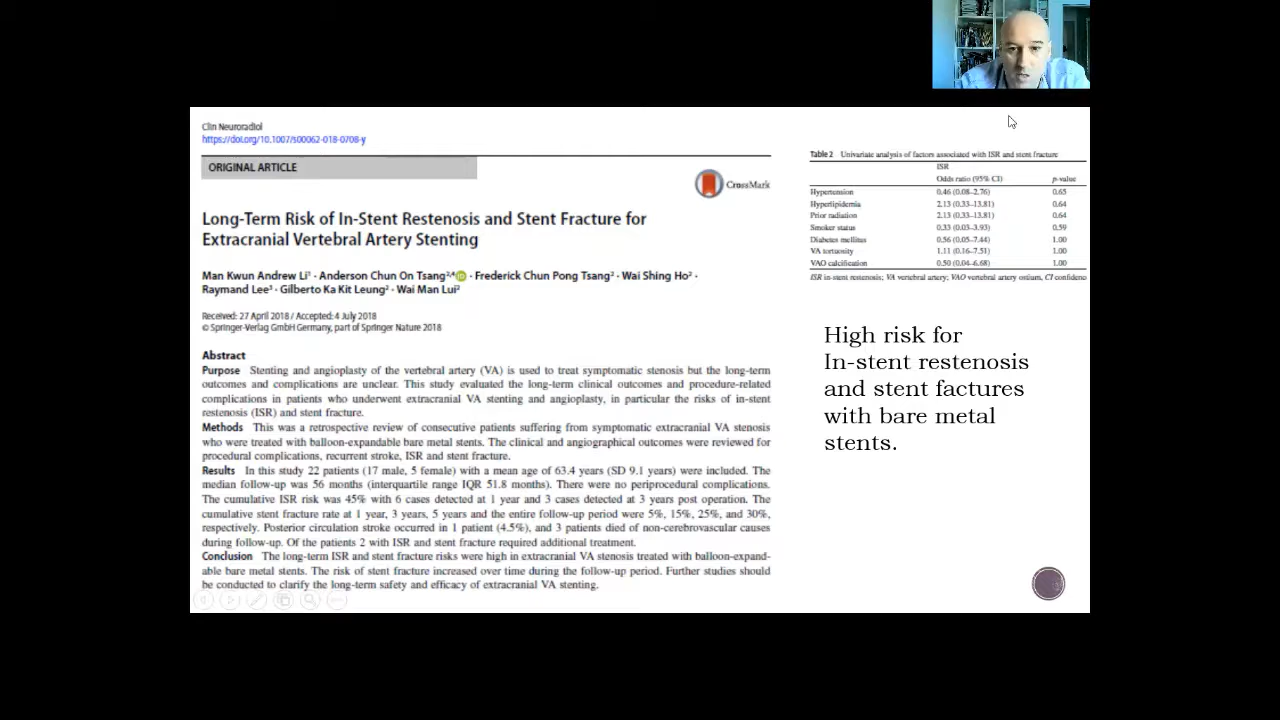 Clin Neuroradiol
https://doi.org/10.1007/s00062-018-0708-y
ORIGINAL ARTICLE
CrossMark
Long-Term Risk of In-Stent Restenosis and Stent Fracture for
Extracranial Vertebral Artery Stenting
Man Kwun Andrew Li¹ · Anderson Chun On Tsang²,⁴ · Frederick Chun Pong Tsang² · Wai Shing Ho² ·
Raymand Lee³ · Gilberto Ka Kit Leung² · Wai Man Lui²
Received: 27 April 2018 / Accepted: 4 July 2018
© Springer-Verlag GmbH Germany, part of Springer Nature 2018
Abstract
Purpose Stenting and angioplasty of the vertebral artery (VA) is used to treat symptomatic stenosis but the long-term
outcomes and complications are unclear. This study evaluated the long-term clinical outcomes and procedure-related
complications in patients who underwent extracranial VA stenting and angioplasty, in particular the risks of in-stent
restenosis (ISR) and stent fracture.
Methods This was a retrospective review of consecutive patients suffering from symptomatic extracranial VA stenosis
who were treated with balloon-expandable bare metal stents. The clinical and angiographical outcomes were reviewed for
procedural complications, recurrent stroke, ISR and stent fracture.
Results In this study 22 patients (17 male, 5 female) with a mean age of 63.4 years (SD 9.1 years) were included. The
median follow-up was 56 months (interquartile range IQR 51.8 months). There were no periprocedural complications.
The cumulative ISR risk was 45% with 6 cases detected at 1 year and 3 cases detected at 3 years post operation. The
cumulative stent fracture rate at 1 year, 3 years, 5 years and the entire follow-up period were 5%, 15%, 25%, and 30%,
respectively. Posterior circulation stroke occurred in 1 patient (4.5%), and 3 patients died of non-cerebrovascular causes
during follow-up. Of the patients 2 with ISR and stent fracture required additional treatment.
Conclusion The long-term ISR and stent fracture risks were high in extracranial VA stenosis treated with balloon-expand-
able bare metal stents. The risk of stent fracture increased over time during the follow-up period. Further studies should
be conducted to clarify the long-term safety and efficacy of extracranial VA stenting.
Table 2 Univariate analysis of factors associated with ISR and stent fracture
ISR
Odds ratio (95% CI) p-value
Hypertension 0.46 (0.08–2.76) 0.65
Hyperlipidemia 2.13 (0.33–13.81) 0.64
Prior radiation 2.13 (0.33–13.81) 0.64
Smoker status 0.33 (0.03–3.93) 0.59
Diabetes mellitus 0.56 (0.05–7.44) 1.00
VA tortuosity 1.11 (0.16–7.51) 1.00
VAO calcification 0.50 (0.04–6.68) 1.00
ISR in-stent restenosis; VA vertebral artery; VAO vertebral artery ostium, CI confidenc
High risk for
In-stent restenosis
and stent factures
with bare metal
stents.